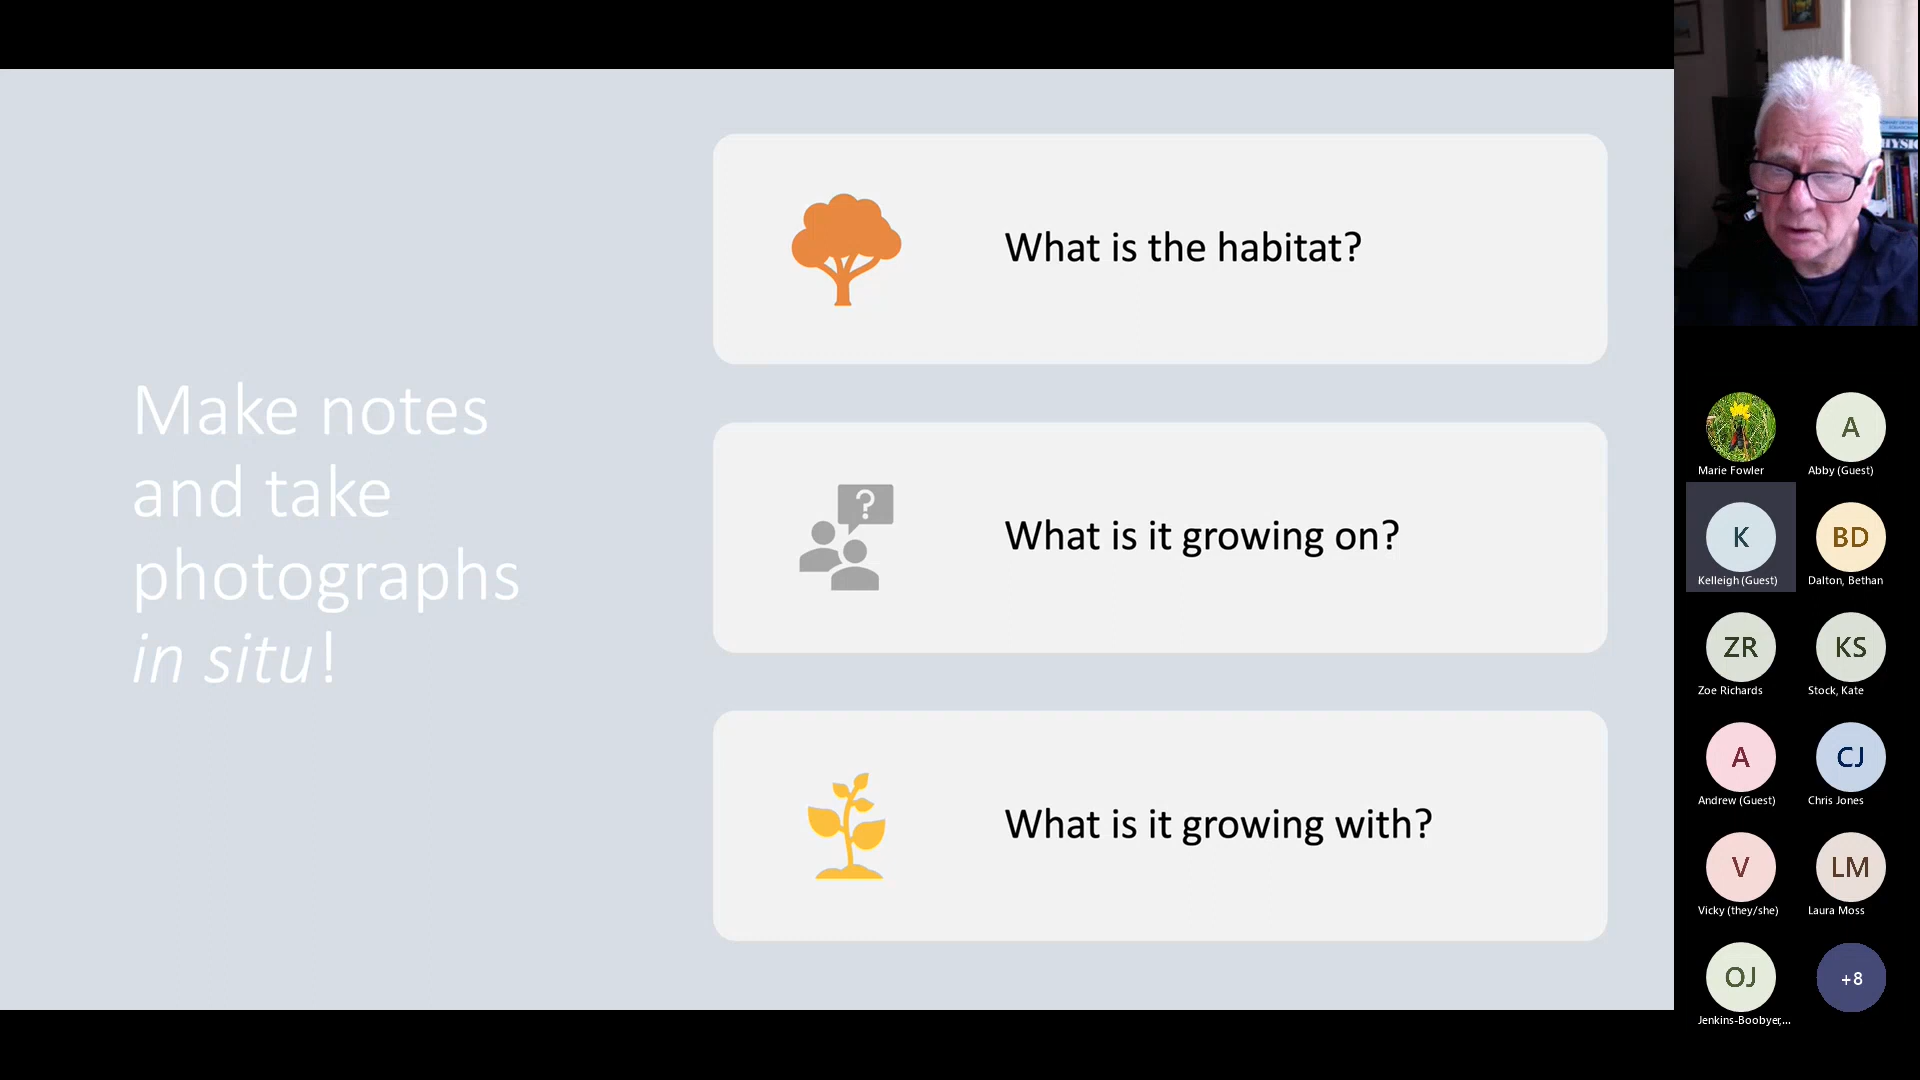 Make notes
and take
photographs
in situ!
What is the habitat?
?
What is it growing on?
What is it growing with?
Marie Fowler
A
Abby (Guest)
K
Kelleigh (Guest)
BD
Dalton, Bethan
ZR
Zoe Richards
KS
Stock, Kate
A
Andrew (Guest)
CJ
Chris Jones
V
Vicky (they/she)
LM
Laura Moss
OJ
Jenkins-Boobyer,...
+8